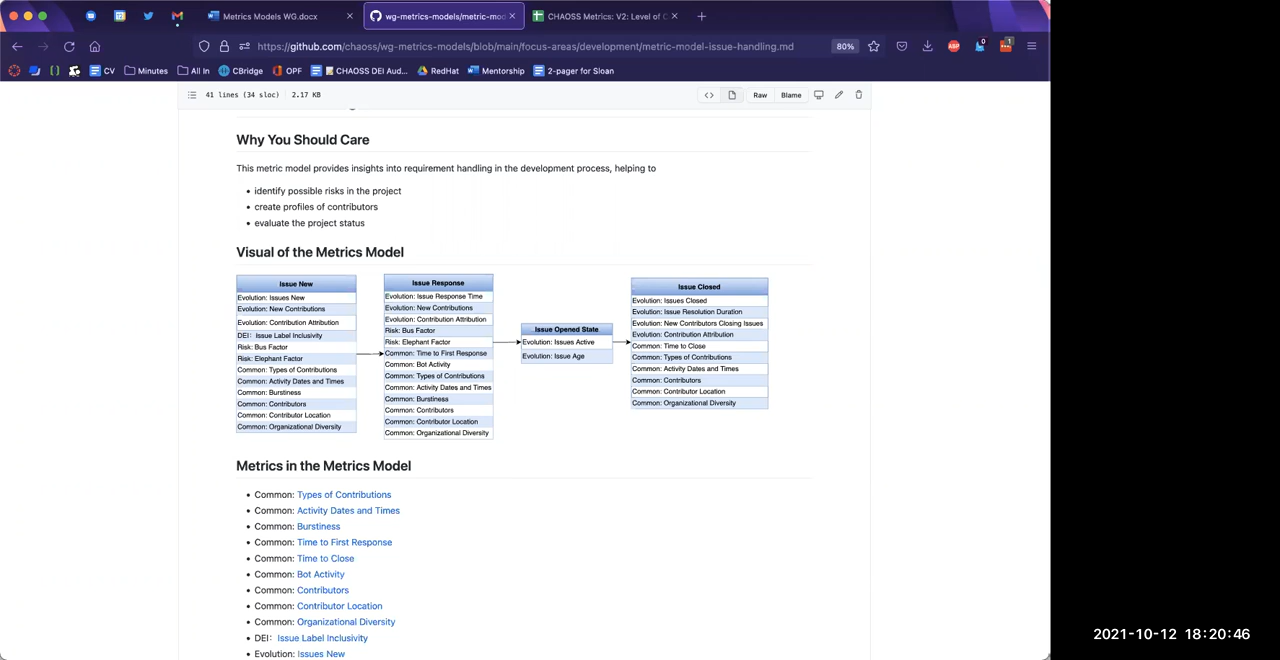 Metrics Models WG.docx
wg-metrics-models/metric-mo
CHAOSS Metrics: V2: Level of C
https://github.com/chaoss/wg-metrics-models/blob/main/focus-areas/development/metric-model-issue-handling.md
80%
ABP
0
1
CV
Minutes
All In
CBridge
OPF
CHAOSS DEI Aud...
RedHat
Mentorship
2-pager for Sloan
41 lines (34 sloc)
2.17 KB
Raw
Blame
Why You Should Care
This metric model provides insights into requirement handling in the development process, helping to
identify possible risks in the project
create profiles of contributors
evaluate the project status
Visual of the Metrics Model
Issue New
Evolution: Issues New
Evolution: New Contributions
Evolution: Contribution Attribution
DEI: Issue Label Inclusivity
Risk: Bus Factor
Risk: Elephant Factor
Common: Types of Contributions
Common: Activity Dates and Times
Common: Burstiness
Common: Contributors
Common: Contributor Location
Common: Organizational Diversity
Issue Response
Evolution: Issue Response Time
Evolution: New Contributions
Evolution: Contribution Attribution
Risk: Bus Factor
Risk: Elephant Factor
Common: Time to First Response
Common: Bot Activity
Common: Types of Contributions
Common: Activity Dates and Times
Common: Burstiness
Common: Contributors
Common: Contributor Location
Common: Organizational Diversity
Issue Opened State
Evolution: Issues Active
Evolution: Issue Age
Issue Closed
Evolution: Issues Closed
Evolution: Issue Resolution Duration
Evolution: New Contributors Closing Issues
Evolution: Contribution Attribution
Common: Time to Close
Common: Types of Contributions
Common: Activity Dates and Times
Common: Contributors
Common: Contributor Location
Common: Organizational Diversity
Metrics in the Metrics Model
Common: Types of Contributions
Common: Activity Dates and Times
Common: Burstiness
Common: Time to First Response
Common: Time to Close
Common: Bot Activity
Common: Contributors
Common: Contributor Location
Common: Organizational Diversity
DEI: Issue Label Inclusivity
Evolution: Issues New
2021-10-12 18:20:46